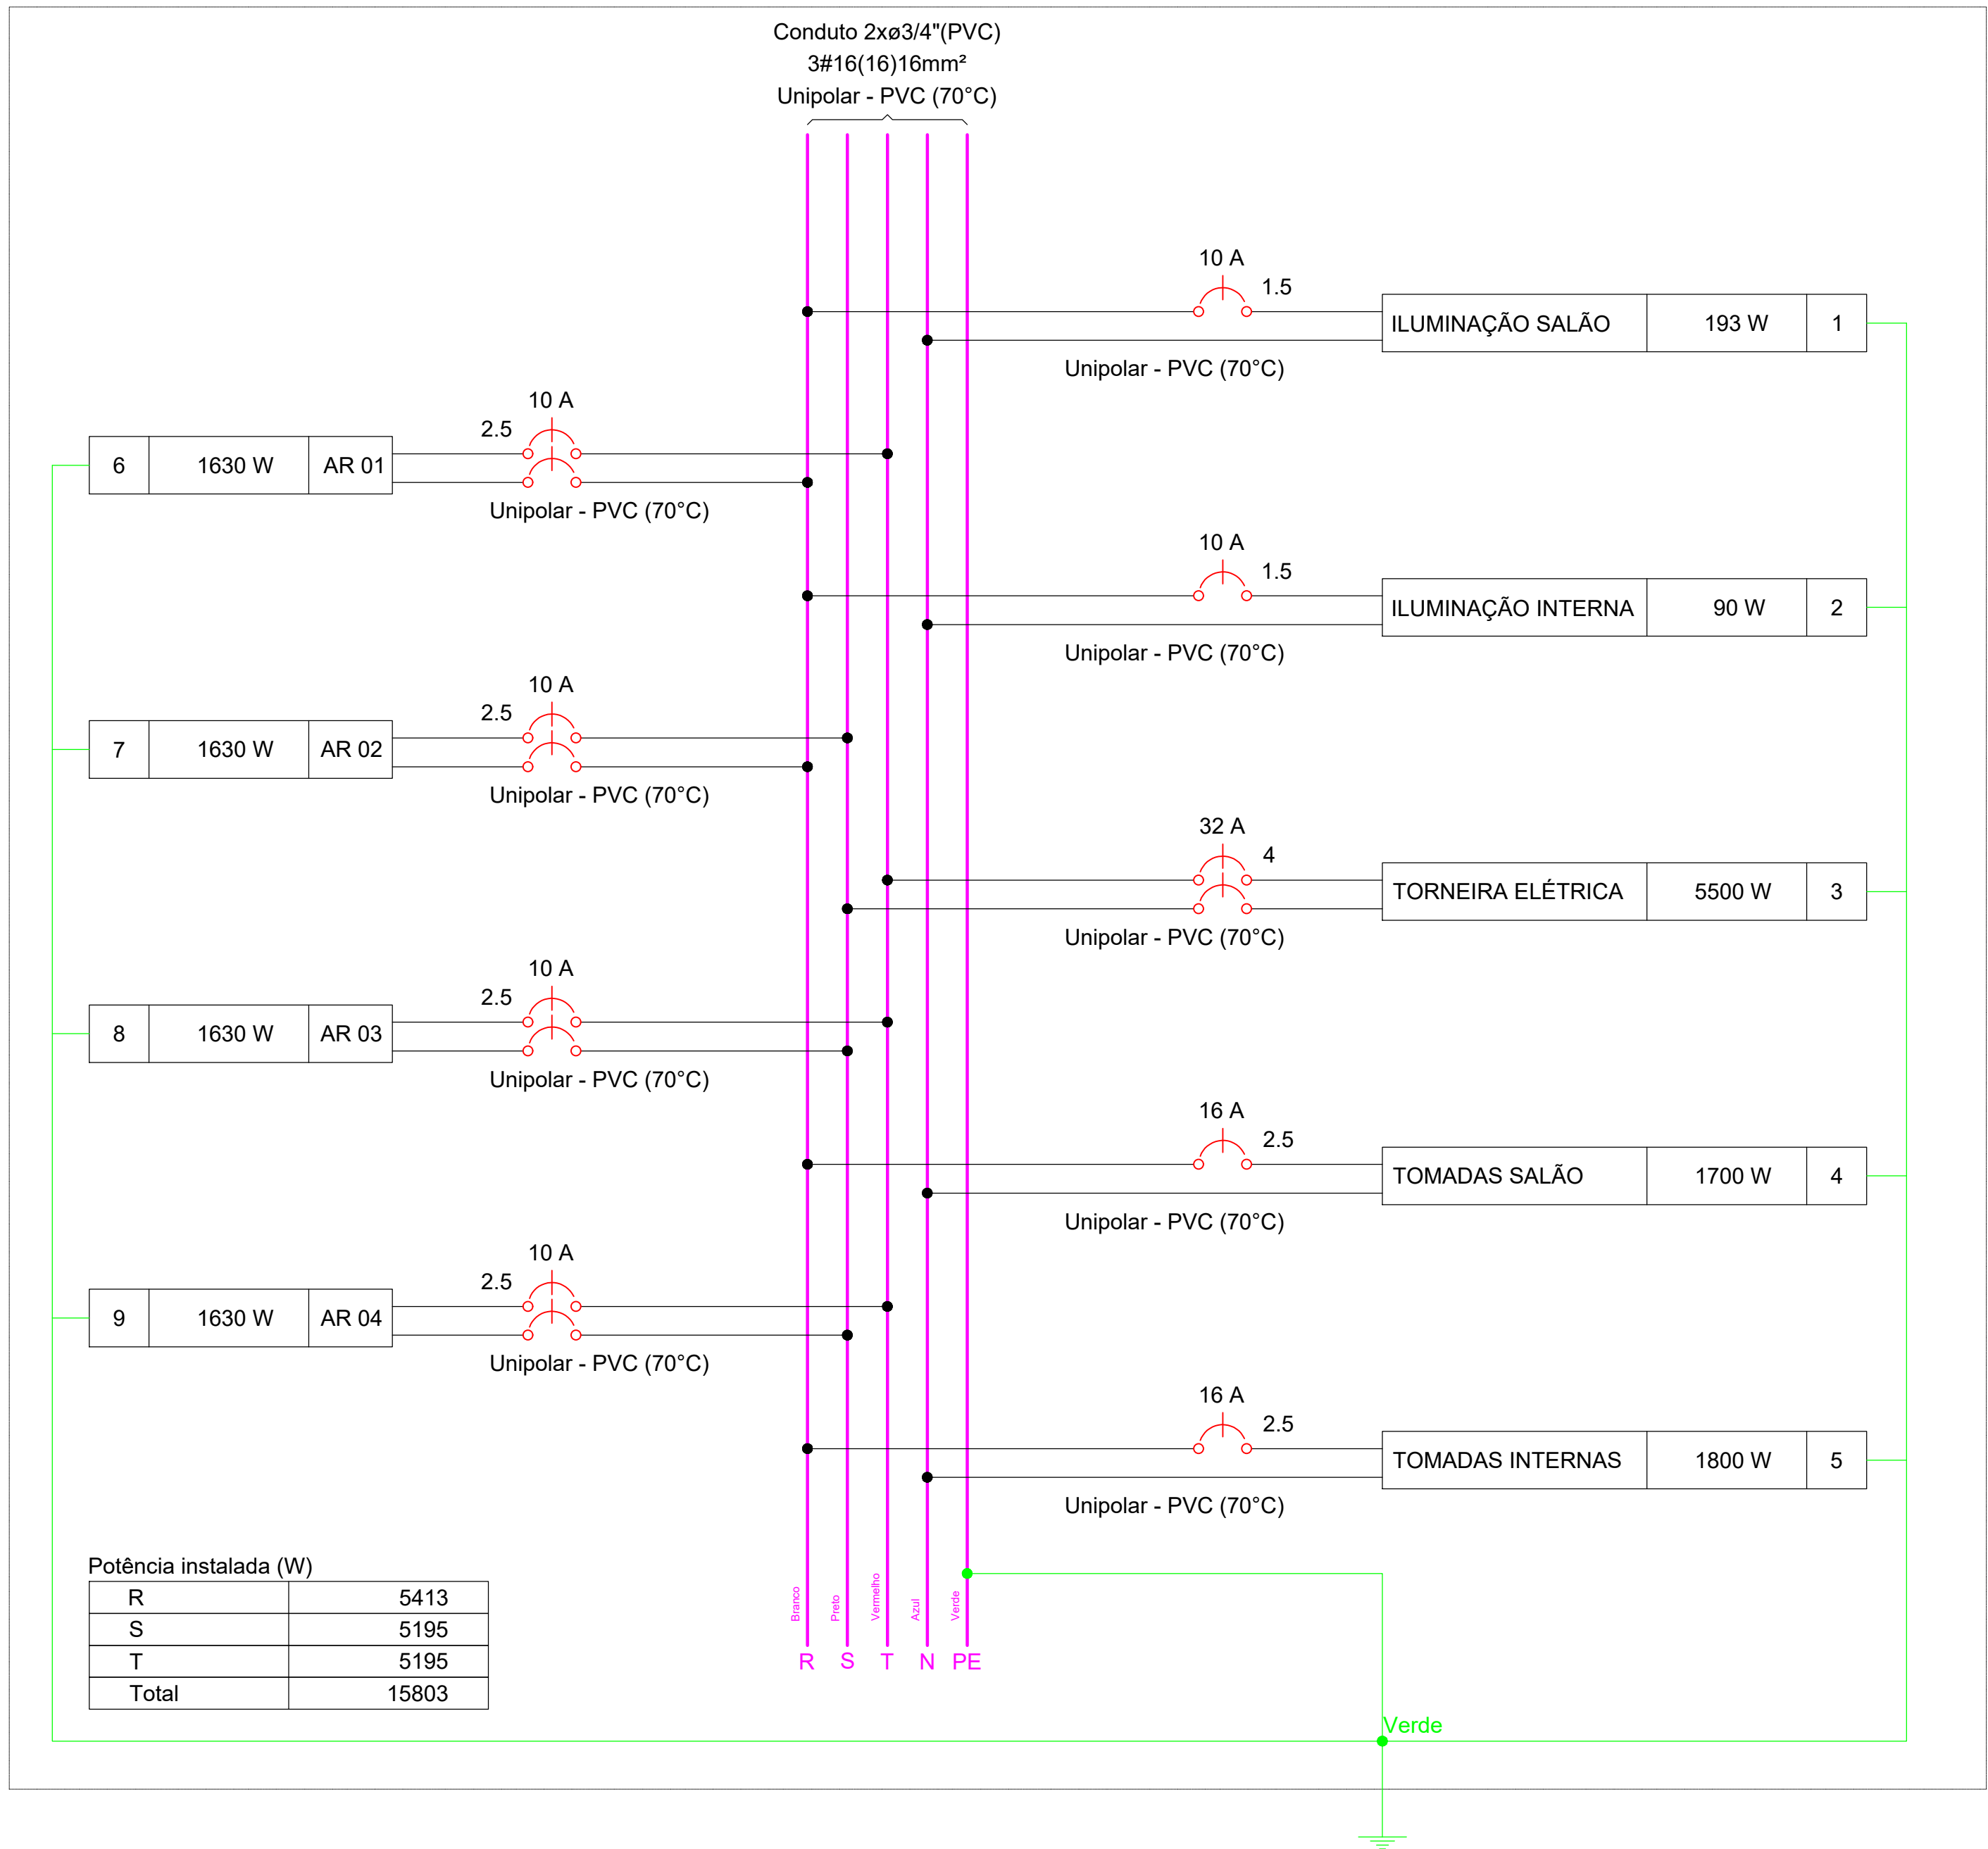 Conduto 2xø3/4"(PVC)
3#16(16)16mm²
Unipolar - PVC (70°C)
10 A
1.5
ILUMINAÇÃO SALÃO 193 W 1
Unipolar - PVC (70°C)
10 A
2.5
6 1630 W AR 01
Unipolar - PVC (70°C)
10 A
1.5
ILUMINAÇÃO INTERNA 90 W 2
Unipolar - PVC (70°C)
10 A
2.5
7 1630 W AR 02
Unipolar - PVC (70°C)
32 A
4
TORNEIRA ELÉTRICA 5500 W 3
Unipolar - PVC (70°C)
10 A
2.5
8 1630 W AR 03
Unipolar - PVC (70°C)
16 A
2.5
TOMADAS SALÃO 1700 W 4
Unipolar - PVC (70°C)
10 A
2.5
9 1630 W AR 04
Unipolar - PVC (70°C)
16 A
2.5
TOMADAS INTERNAS 1800 W 5
Unipolar - PVC (70°C)
Potência instalada (W)
R 5413
S 5195
T 5195
Total 15803
Branco
Preto
Vermelho
Azul
Verde
R S T N PE
Verde